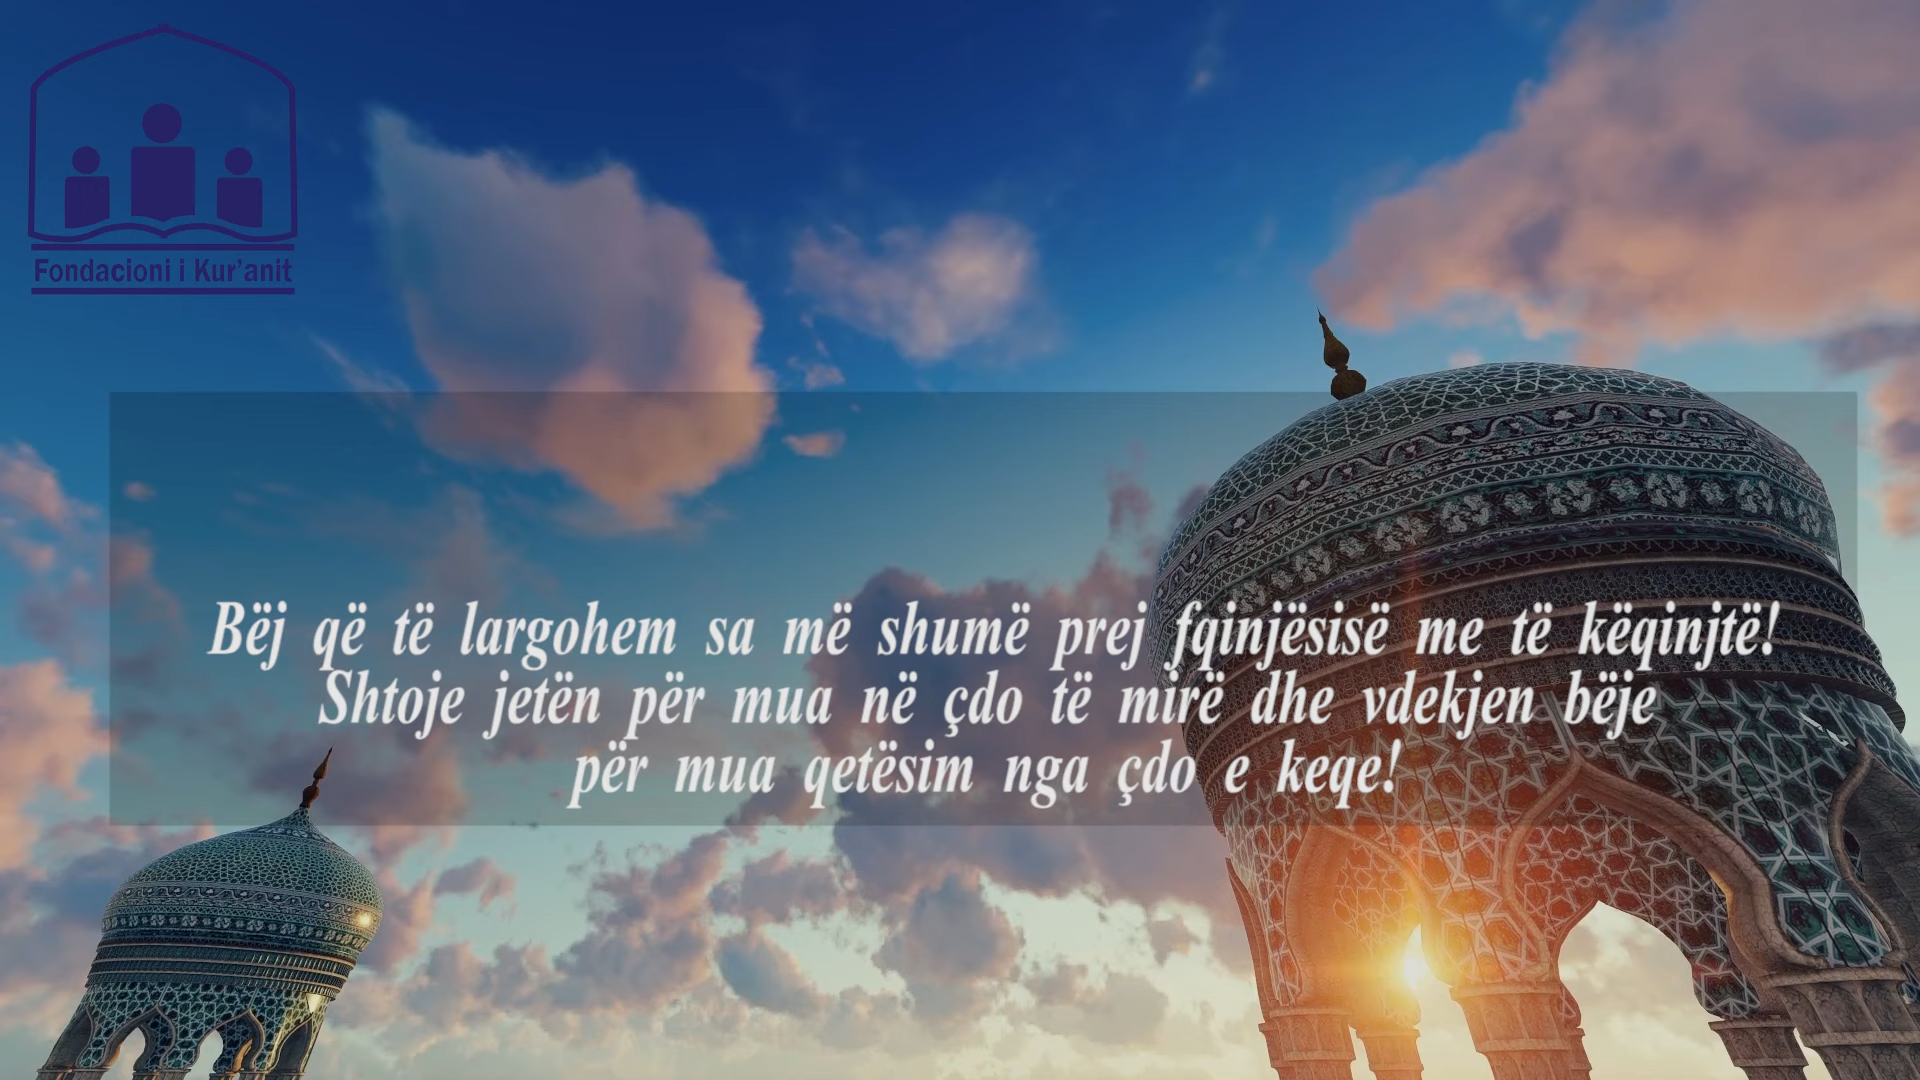 Fondacioni i Kur'anit
Bëj që të largohem sa më shumë prej fqinjësisë me të këqinjtë!
Shtoje jetën për mua në çdo të mirë dhe vdekjen bëje
për mua qetësim nga çdo e keqe!